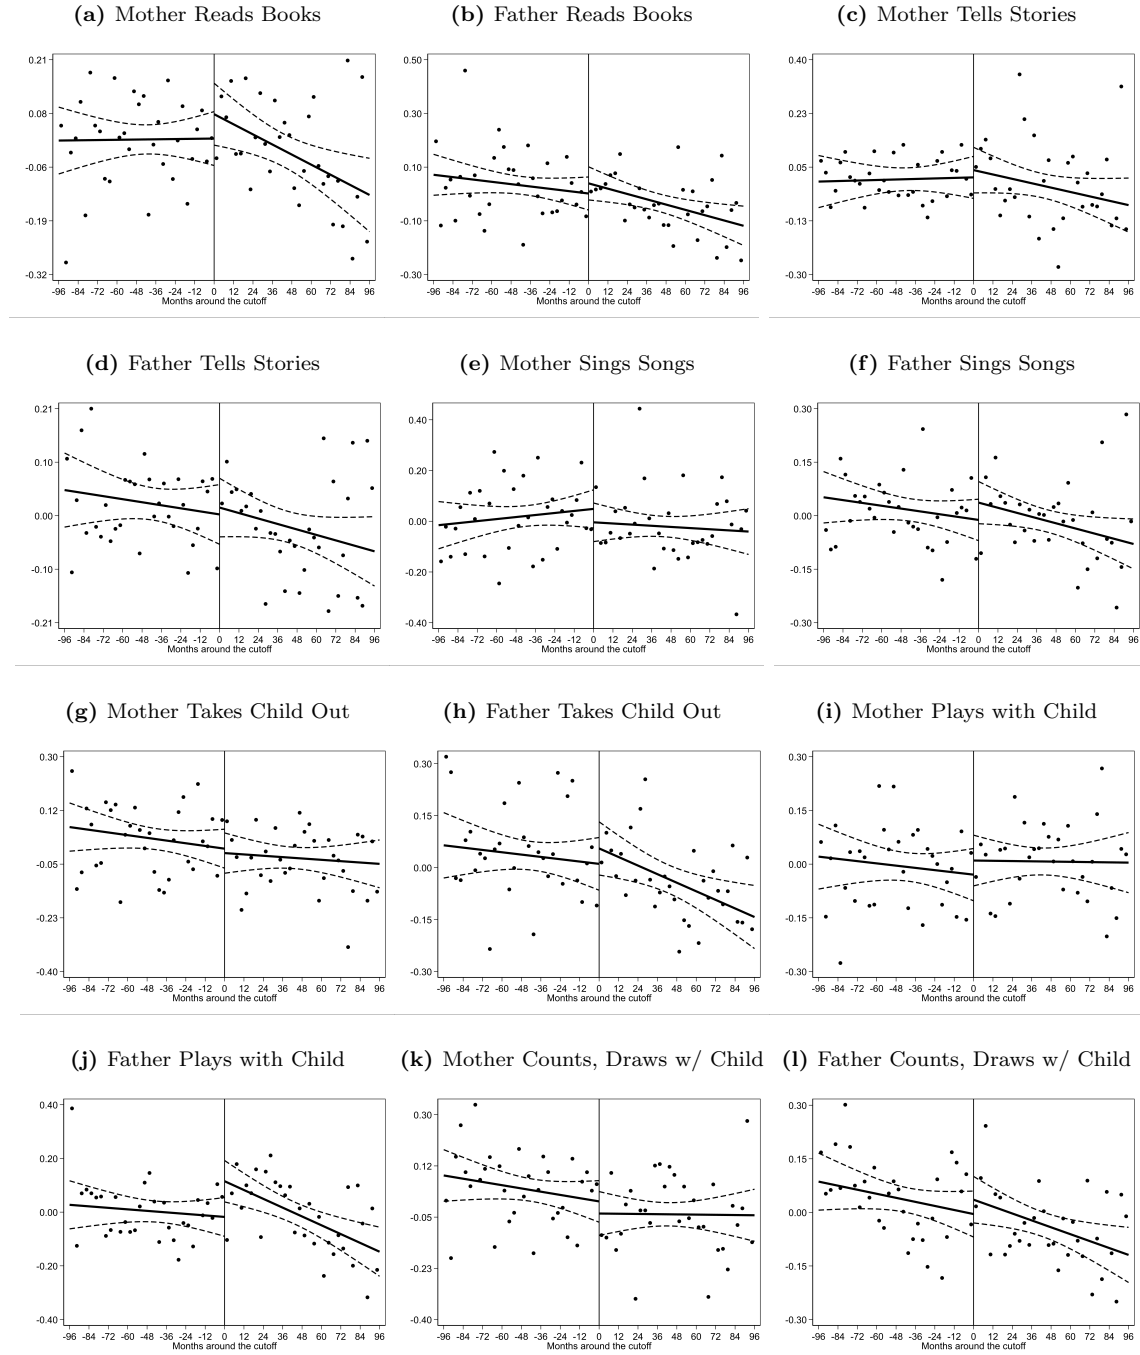 (a) Mother Reads Books
(b) Father Reads Books
(c) Mother Tells Stories
0.21
0.08
-0.06
-0.19
-0.32
-96 -84 -72 -60 -48 -36 -24 -12 0 12 24 36 48 60 72 84 96
Months around the cutoff
0.50
0.30
0.10
-0.10
-0.30
-96 -84 -72 -60 -48 -36 -24 -12 0 12 24 36 48 60 72 84 96
Months around the cutoff
0.40
0.23
0.05
-0.13
-0.30
-96 -84 -72 -60 -48 -36 -24 -12 0 12 24 36 48 60 72 84 96
Months around the cutoff
(d) Father Tells Stories
(e) Mother Sings Songs
(f) Father Sings Songs
0.21
0.10
0.00
-0.10
-0.21
-96 -84 -72 -60 -48 -36 -24 -12 0 12 24 36 48 60 72 84 96
Months around the cutoff
0.40
0.20
0.00
-0.20
-0.40
-96 -84 -72 -60 -48 -36 -24 -12 0 12 24 36 48 60 72 84 96
Months around the cutoff
0.30
0.15
0.00
-0.15
-0.30
-96 -84 -72 -60 -48 -36 -24 -12 0 12 24 36 48 60 72 84 96
Months around the cutoff
(g) Mother Takes Child Out
(h) Father Takes Child Out
(i) Mother Plays with Child
0.30
0.12
-0.05
-0.23
-0.40
-96 -84 -72 -60 -48 -36 -24 -12 0 12 24 36 48 60 72 84 96
Months around the cutoff
0.30
0.15
0.00
-0.15
-0.30
-96 -84 -72 -60 -48 -36 -24 -12 0 12 24 36 48 60 72 84 96
Months around the cutoff
0.30
0.15
0.00
-0.15
-0.30
-96 -84 -72 -60 -48 -36 -24 -12 0 12 24 36 48 60 72 84 96
Months around the cutoff
(j) Father Plays with Child
(k) Mother Counts, Draws w/ Child
(l) Father Counts, Draws w/ Child
0.40
0.20
0.00
-0.20
-0.40
-96 -84 -72 -60 -48 -36 -24 -12 0 12 24 36 48 60 72 84 96
Months around the cutoff
0.30
0.12
-0.05
-0.23
-0.40
-96 -84 -72 -60 -48 -36 -24 -12 0 12 24 36 48 60 72 84 96
Months around the cutoff
0.30
0.15
0.00
-0.15
-0.30
-96 -84 -72 -60 -48 -36 -24 -12 0 12 24 36 48 60 72 84 96
Months around the cutoff